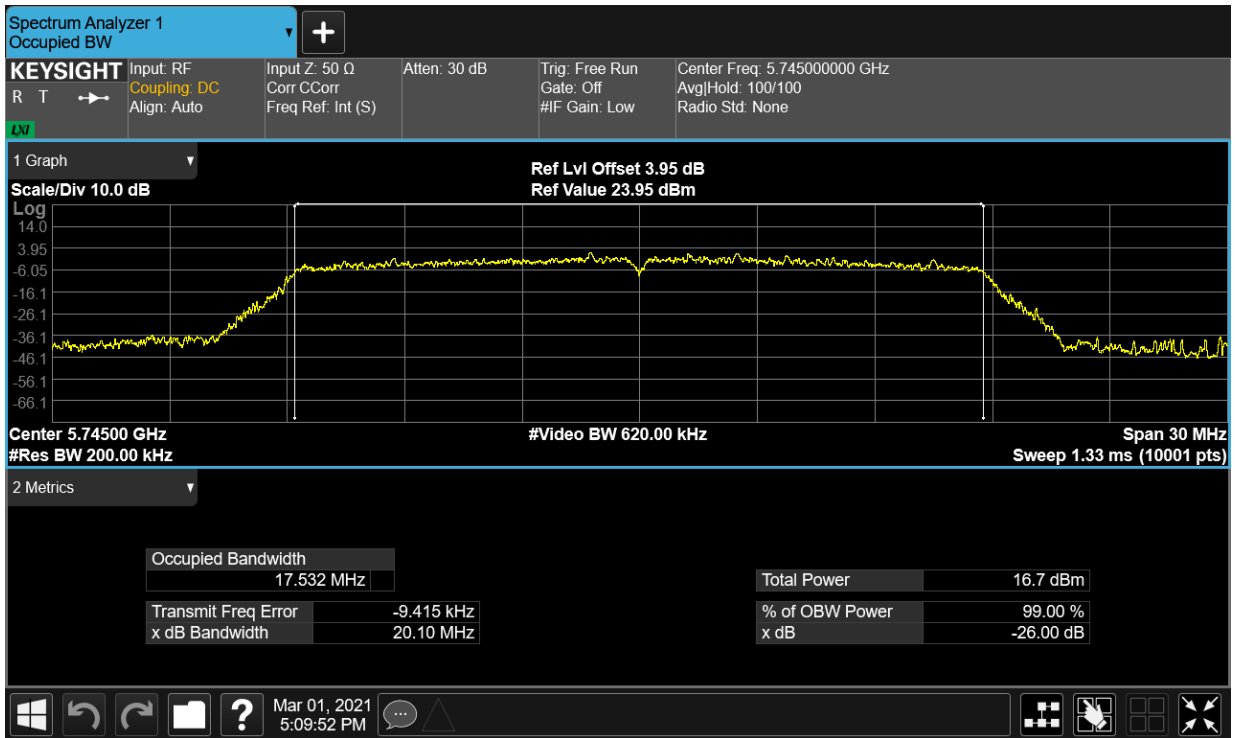 Spectrum Analyzer 1
Occupied BW
KEYSIGHT
R T
LXI
Input: RF
Coupling: DC
Align: Auto
Input Z: 50 Ω
Corr CCorr
Freq Ref: Int (S)
Atten: 30 dB
Trig: Free Run
Gate: Off
#IF Gain: Low
Center Freq: 5.745000000 GHz
Avg|Hold: 100/100
Radio Std: None
1 Graph
Scale/Div 10.0 dB
Ref Lvl Offset 3.95 dB
Ref Value 23.95 dBm
Log
14.0
3.95
-6.05
-16.1
-26.1
-36.1
-46.1
-56.1
-66.1
Center 5.74500 GHz
#Video BW 620.00 kHz
Span 30 MHz
#Res BW 200.00 kHz
Sweep 1.33 ms (10001 pts)
2 Metrics
Occupied Bandwidth
17.532 MHz
Transmit Freq Error -9.415 kHz
x dB Bandwidth 20.10 MHz
Total Power 16.7 dBm
% of OBW Power 99.00 %
x dB -26.00 dB
?
Mar 01, 2021
5:09:52 PM